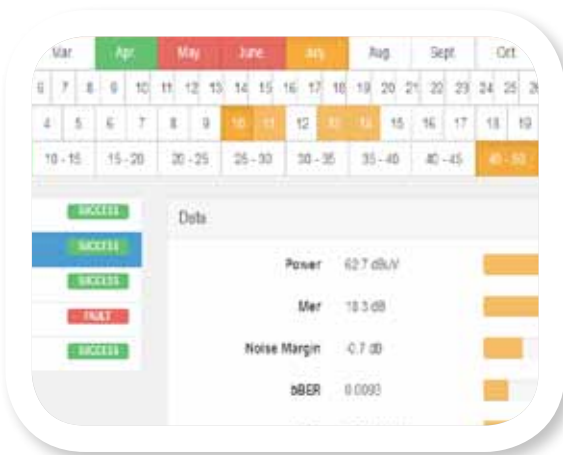 Mar. Apr. May June July Aug. Sept. Oct.
6 7 8 9 10 11 12 13 14 15 16 17 18 19 20 21 22 23 24 25
4 5 6 7 8 9 10 11 12 13 14 15 16 17 18 19
10 - 15 15 - 20 20 - 25 25 - 30 30 - 35 35 - 40 40 - 45 45 - 50
SUCCESS
Data
SUCCESS
Power 62.7 dBuV
SUCCESS
Mer 18.3 dB
FAULT
Noise Margin -0.7 dB
SUCCESS
bBER 0.0093